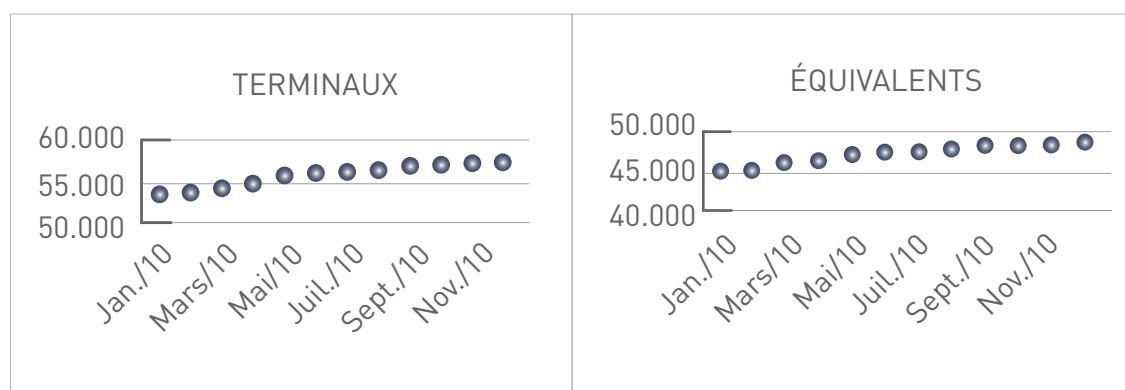 TERMINAUX
60.000
55.000
50.000
Jan./10
Mars/10
Mai/10
Juil./10
Sept./10
Nov./10
ÉQUIVALENTS
50.000
45.000
40.000
Jan./10
Mars/10
Mai/10
Juil./10
Sept./10
Nov./10